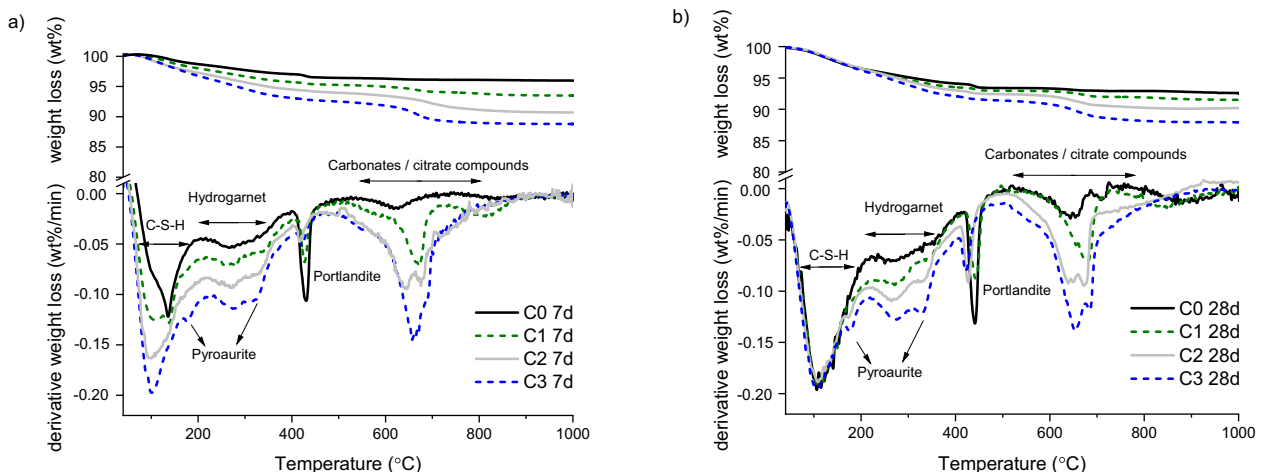 a)
weight loss (wt%)
100
95
90
85
80
Carbonates / citrate compounds
Hydrogarnet
C-S-H
Portlandite
Pyroaurite
derivative weight loss (wt%/min)
0.00
-0.05
-0.10
-0.15
-0.20
C0 7d
C1 7d
C2 7d
C3 7d
200 400 600 800 1000
Temperature (°C)
b)
weight loss (wt%)
100
95
90
85
80
Carbonates / citrate compounds
Hydrogarnet
C-S-H
Portlandite
Pyroaurite
derivative weight loss (wt%/min)
0.00
-0.05
-0.10
-0.15
-0.20
C0 28d
C1 28d
C2 28d
C3 28d
200 400 600 800 1000
Temperature (°C)